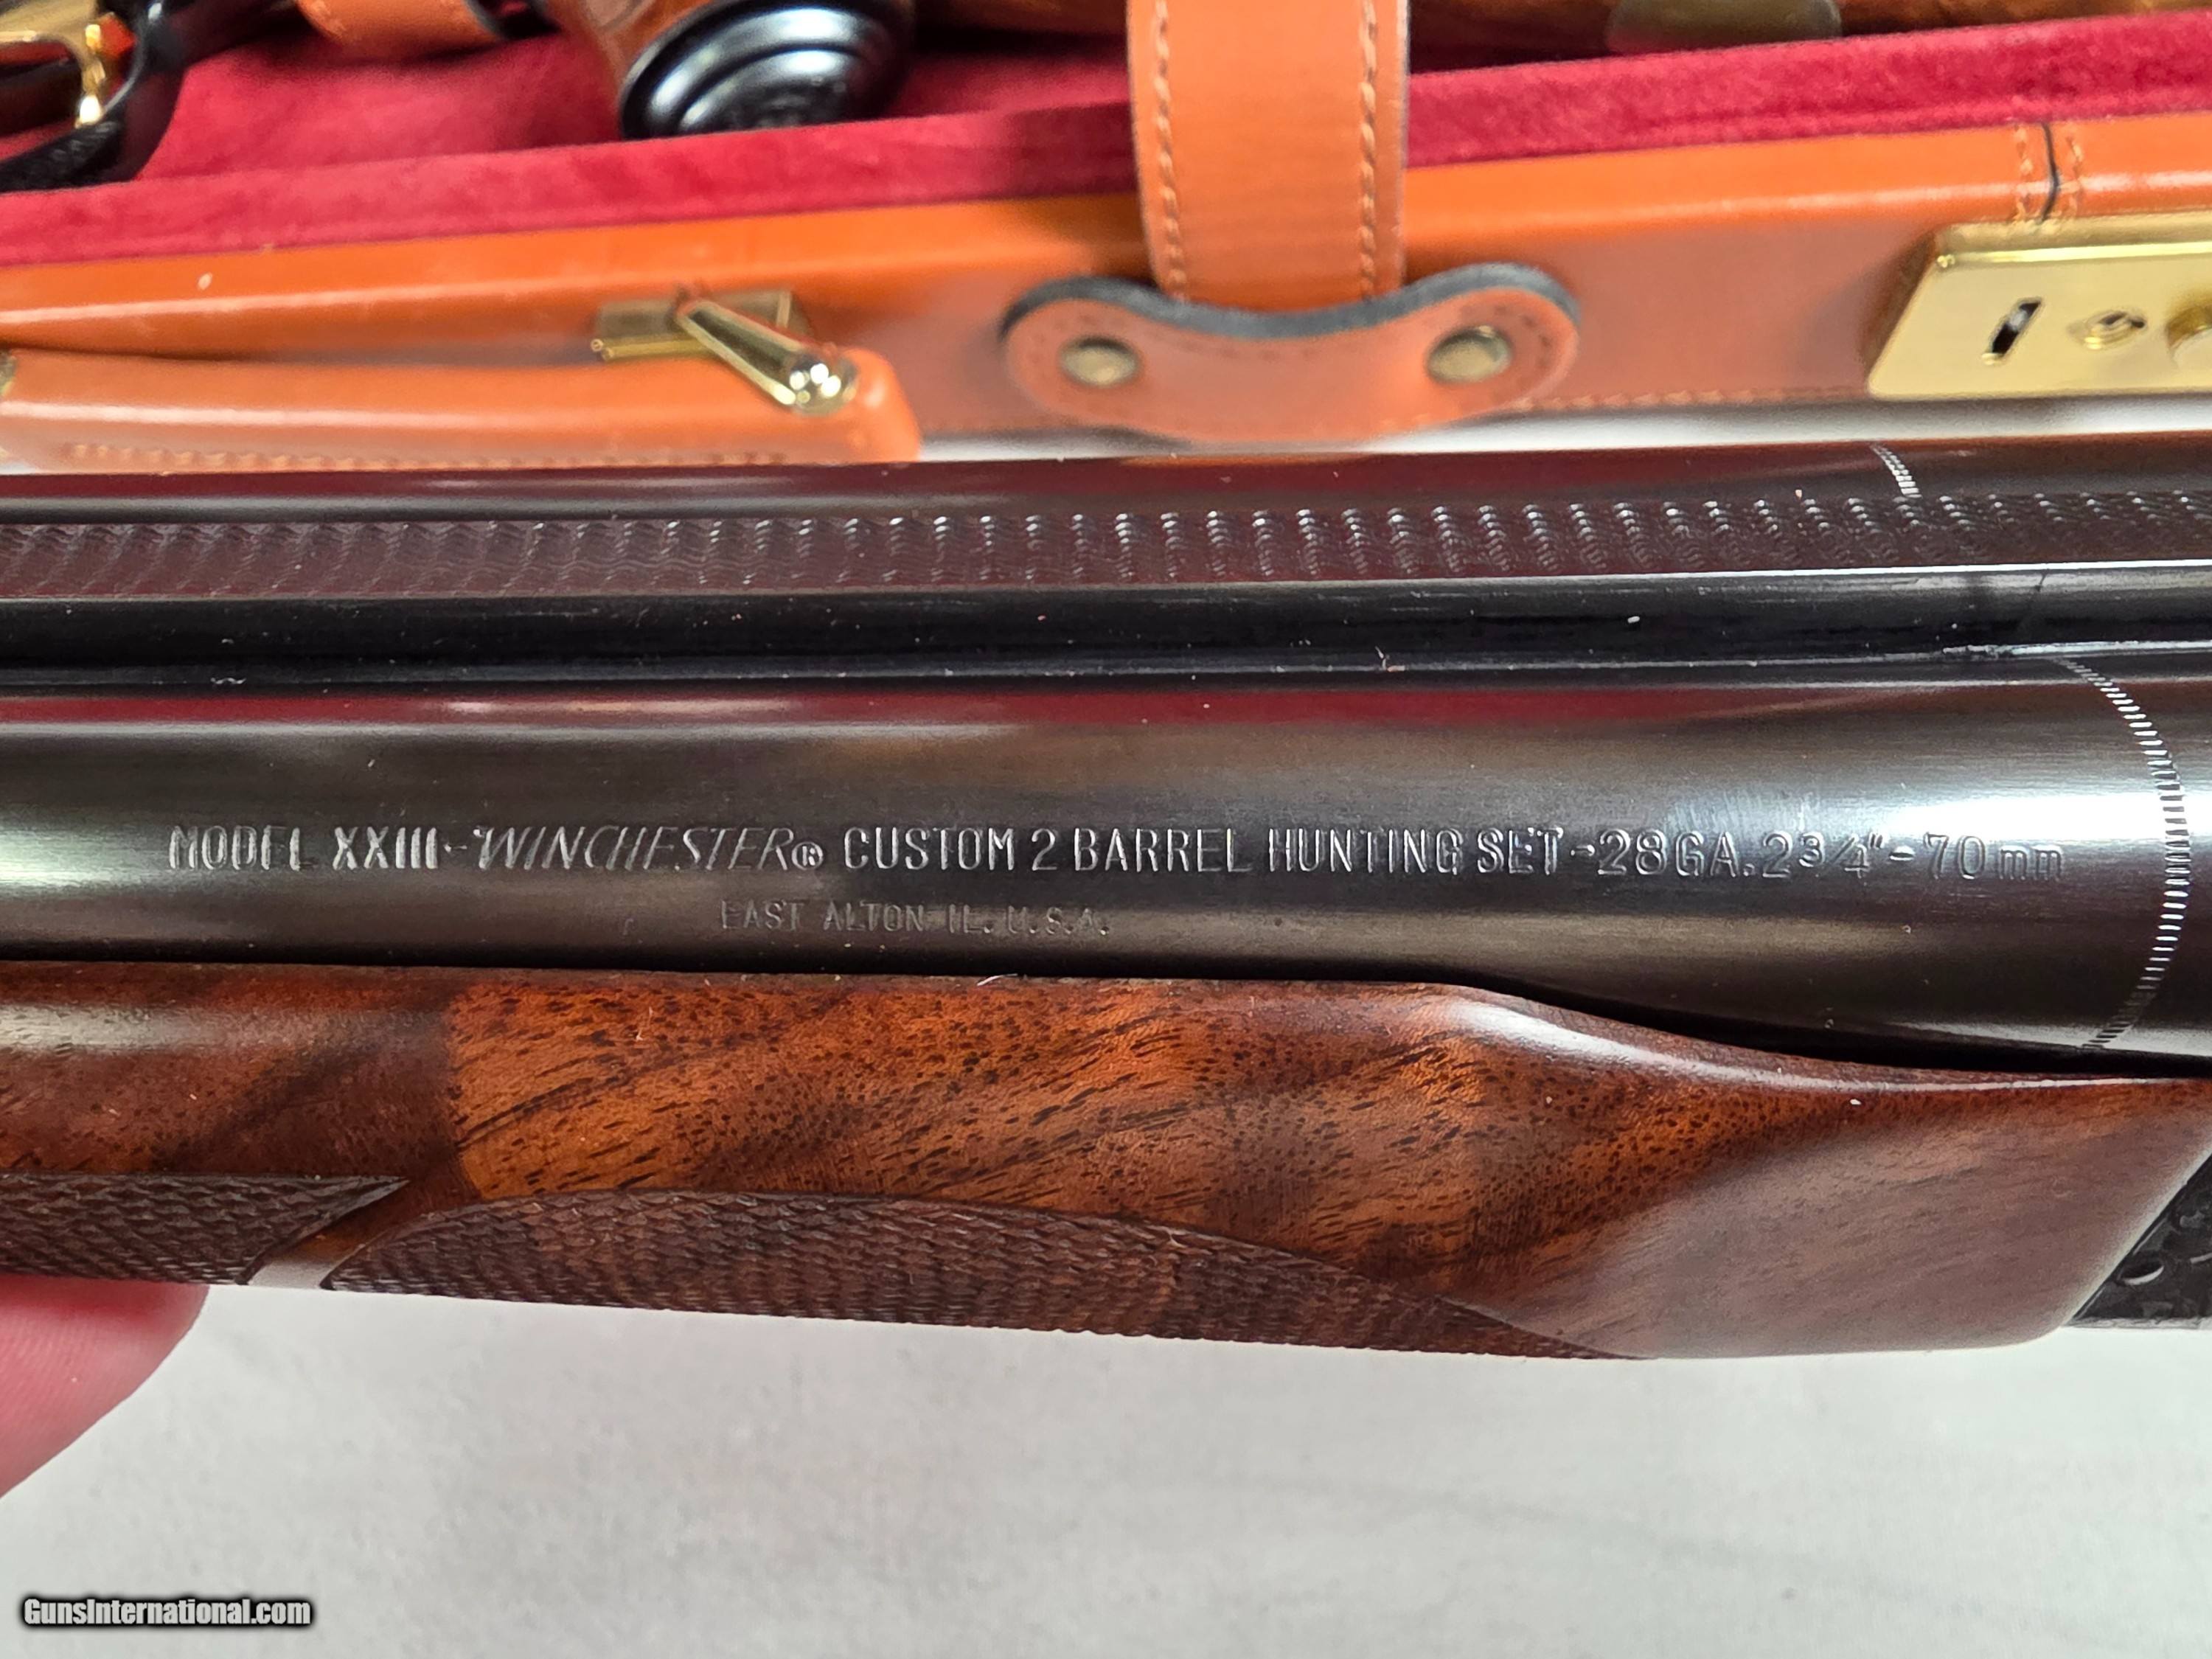 MODEL XXIII-WINCHESTER® CUSTOM 2 BARREL HUNTING SET-28GA.2¾"-70mm
EAST ALTON IL. U.S.A.
GunsInternational.com